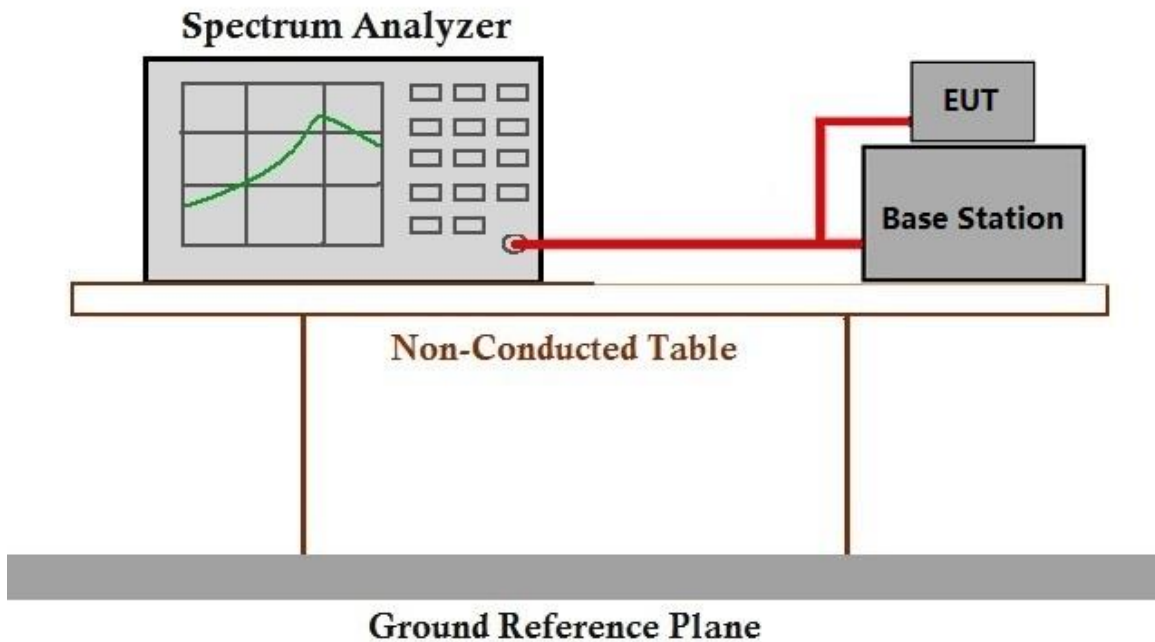 Spectrum Analyzer
EUT
Base Station
Non-Conducted Table
Ground Reference Plane